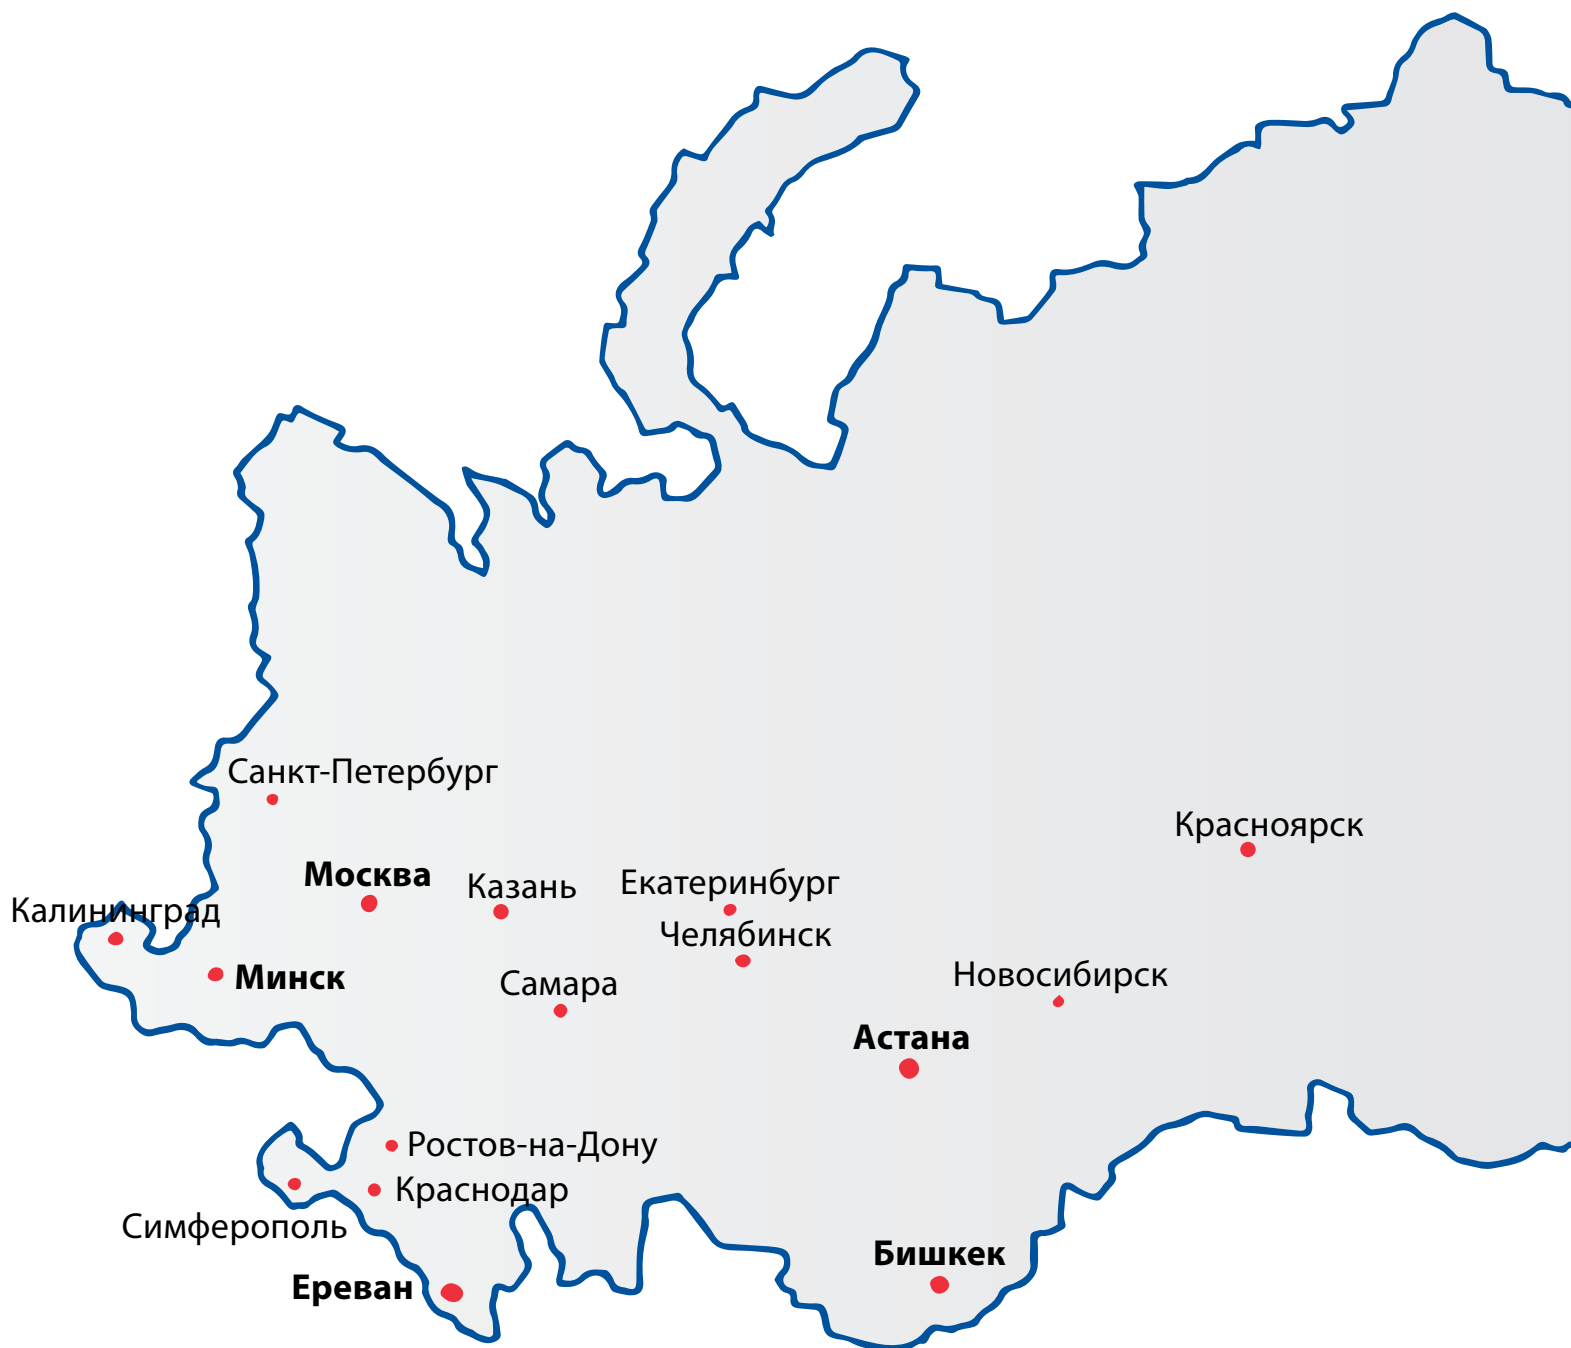 Санкт-Петербург
Красноярск
Москва
Казань
Екатеринбург
Калининград
Челябинск
Минск
Самара
Новосибирск
Астана
Ростов-на-Дону
Краснодар
Симферополь
Бишкек
Ереван